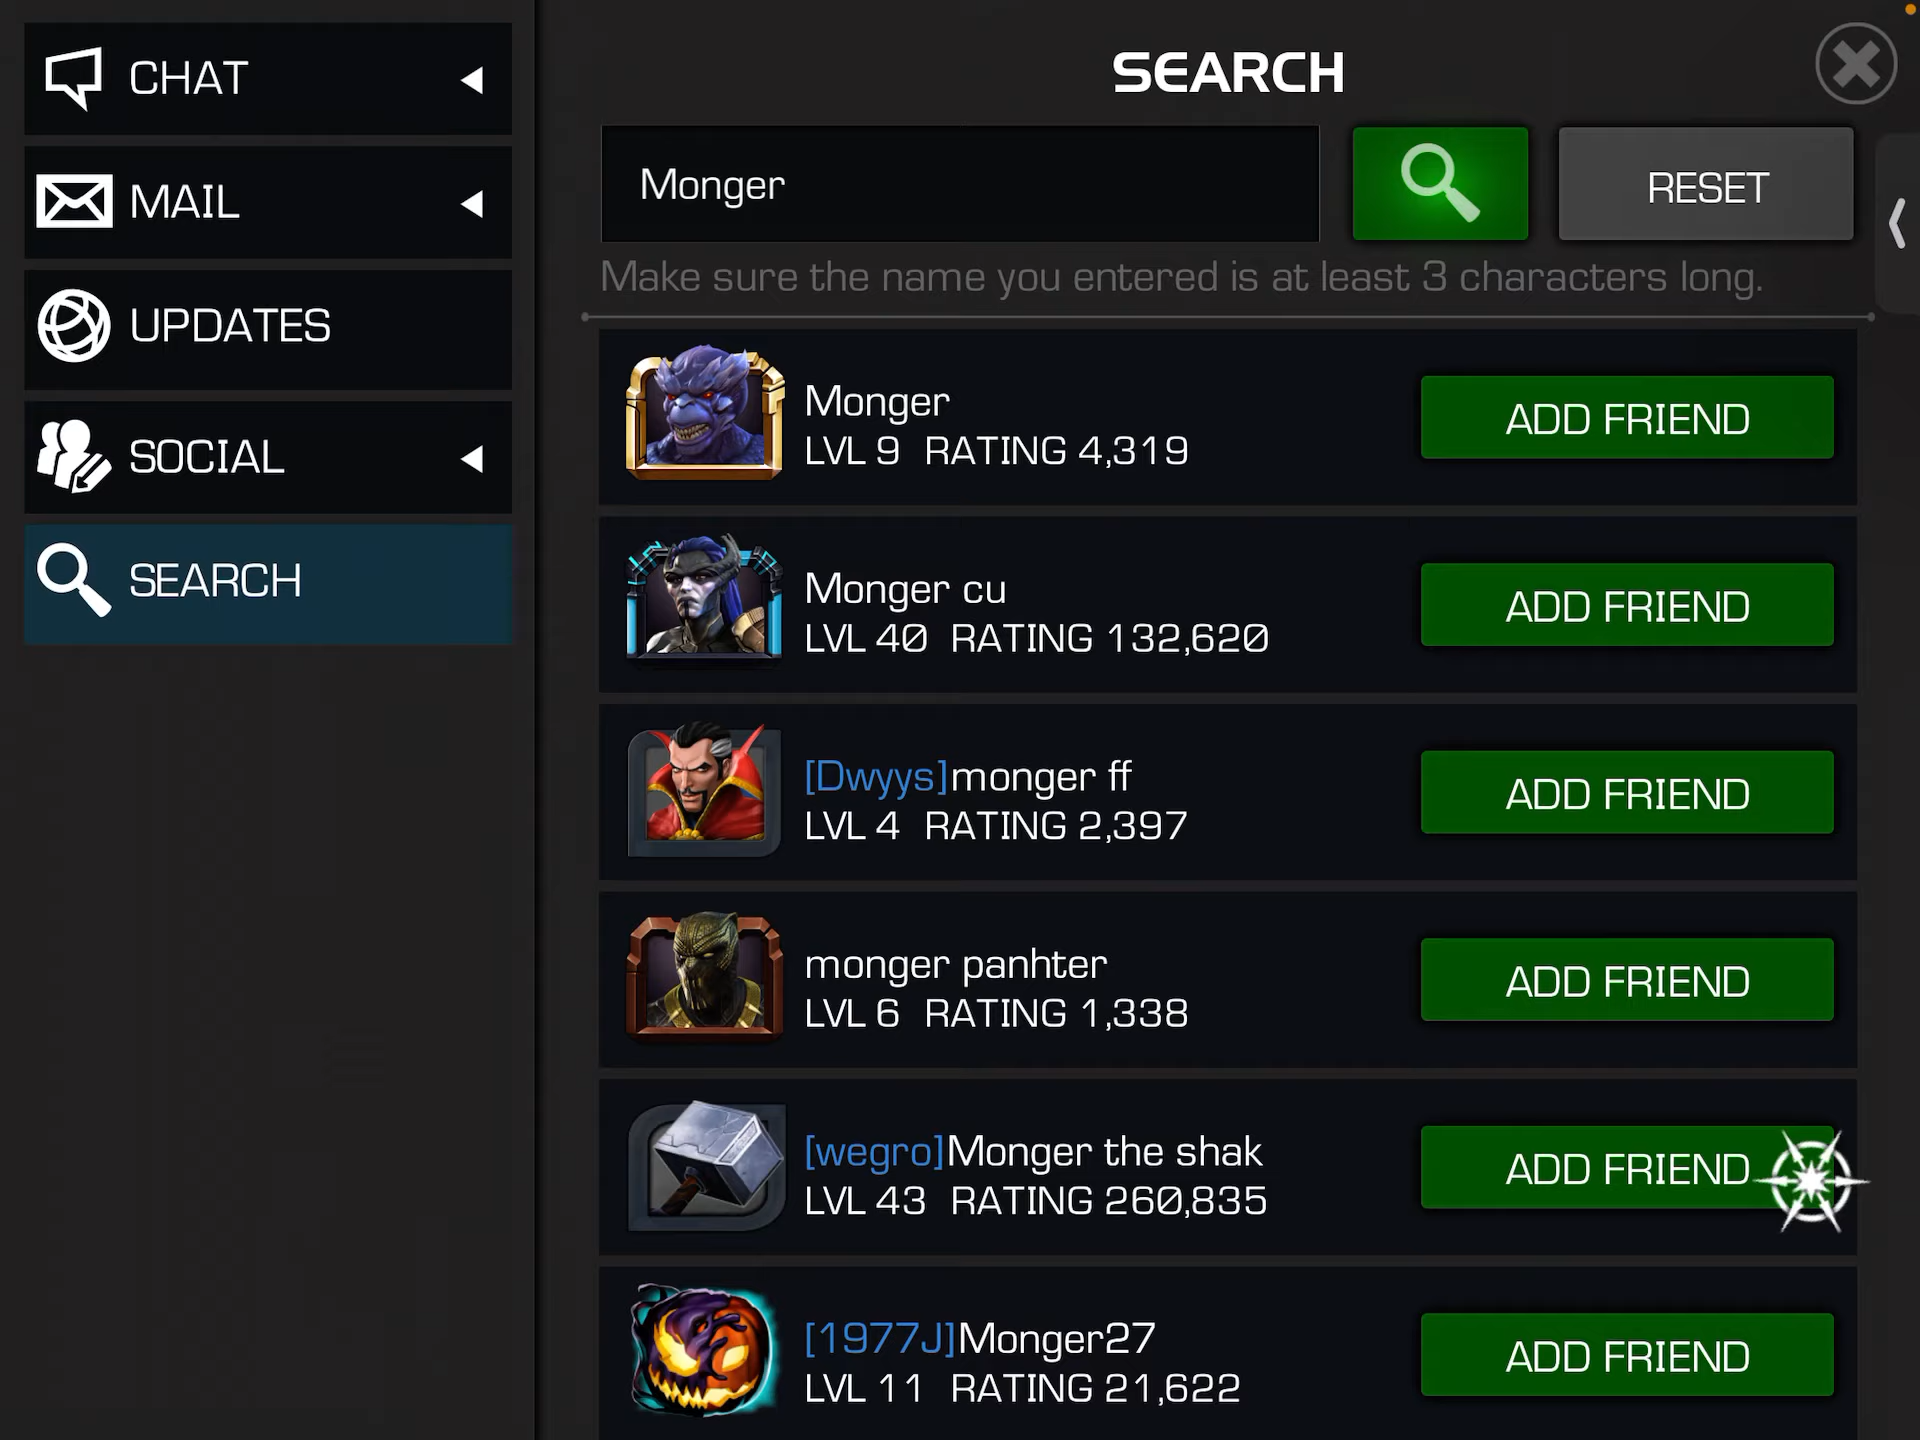 CHAT
MAIL
UPDATES
SOCIAL
SEARCH
SEARCH
Monger
RESET
Make sure the name you entered is at least 3 characters long.
Monger
LVL 9 RATING 4,319
ADD FRIEND
Monger cu
LVL 40 RATING 132,620
ADD FRIEND
[Dwyys]monger ff
LVL 4 RATING 2,397
ADD FRIEND
monger panhter
LVL 6 RATING 1,338
ADD FRIEND
[wegro]Monger the shak
LVL 43 RATING 260,835
ADD FRIEND
[1977J]Monger27
LVL 11 RATING 21,622
ADD FRIEND